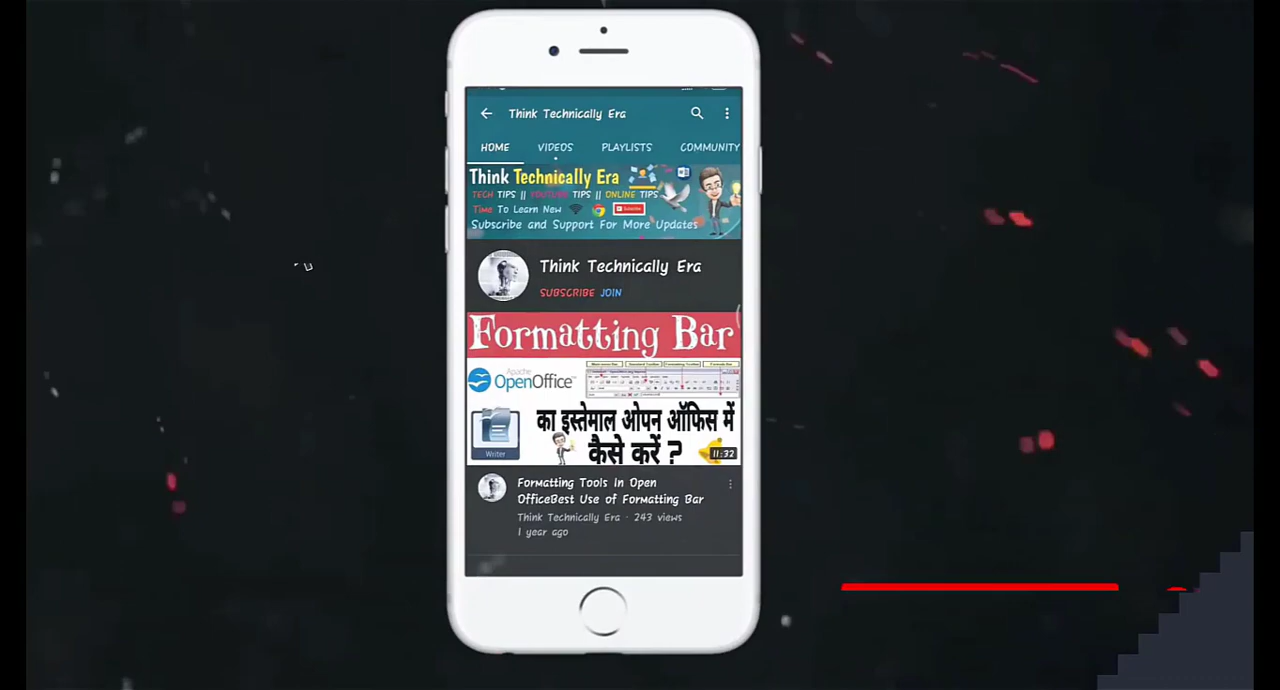 Think Technically Era
HOME VIDEOS PLAYLISTS COMMUNITY
Think Technically Era
TECH TIPS || YOUTUBE TIPS || ONLINE TIPS
Time To Learn New
Subscribe
Subscribe and Support For More Updates
Think Technically Era
SUBSCRIBE JOIN
Formatting Bar
Apache
OpenOffice™
का इस्तेमाल ओपन ऑफिस में
कैसे करें ?
Writer
11:32
Formatting Tools In Open
OfficeBest Use of Formatting Bar
Think Technically Era · 243 views
1 year ago